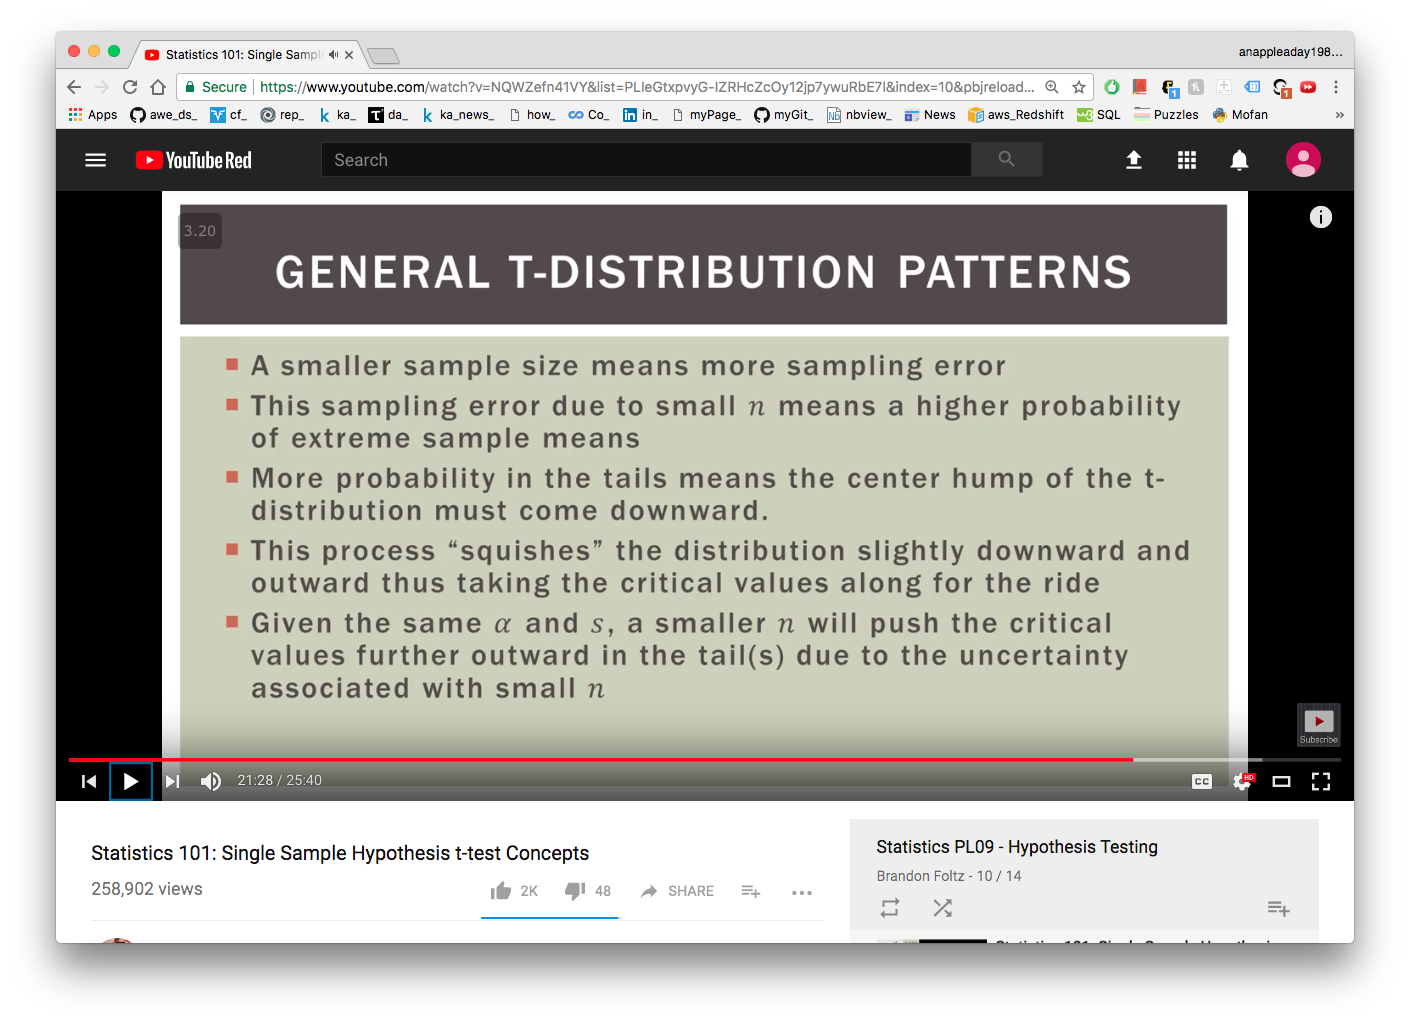 Statistics 101: Single Sampl
anappleaday198...
Secure https://www.youtube.com/watch?v=NQWZefn41VY&list=PLIeGtxpvyG-IZRHcZcOy12jp7ywuRbE7l&index=10&pbjreload...
Apps awe_ds_ cf_ rep_ ka_ da_ ka_news_ how_ Co_ in_ myPage_ myGit_ nbview_ News aws_Redshift SQL Puzzles Mofan »
YouTube Red
Search
3.20
GENERAL T-DISTRIBUTION PATTERNS
A smaller sample size means more sampling error
This sampling error due to small n means a higher probability
of extreme sample means
More probability in the tails means the center hump of the t-
distribution must come downward.
This process “squishes” the distribution slightly downward and
outward thus taking the critical values along for the ride
Given the same α and s, a smaller n will push the critical
values further outward in the tail(s) due to the uncertainty
associated with small n
Subscribe
21:28 / 25:40
CC
HD
Statistics 101: Single Sample Hypothesis t-test Concepts
258,902 views
2K 48 SHARE
Statistics PL09 - Hypothesis Testing
Brandon Foltz - 10 / 14